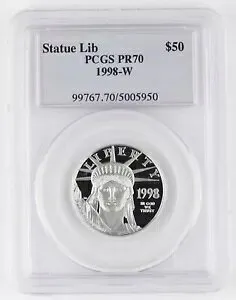 Statue Lib $50
PCGS PR70
1998-W
99767.70/5005950
LIBERTY
1998
IN GOD
WE
TRUST